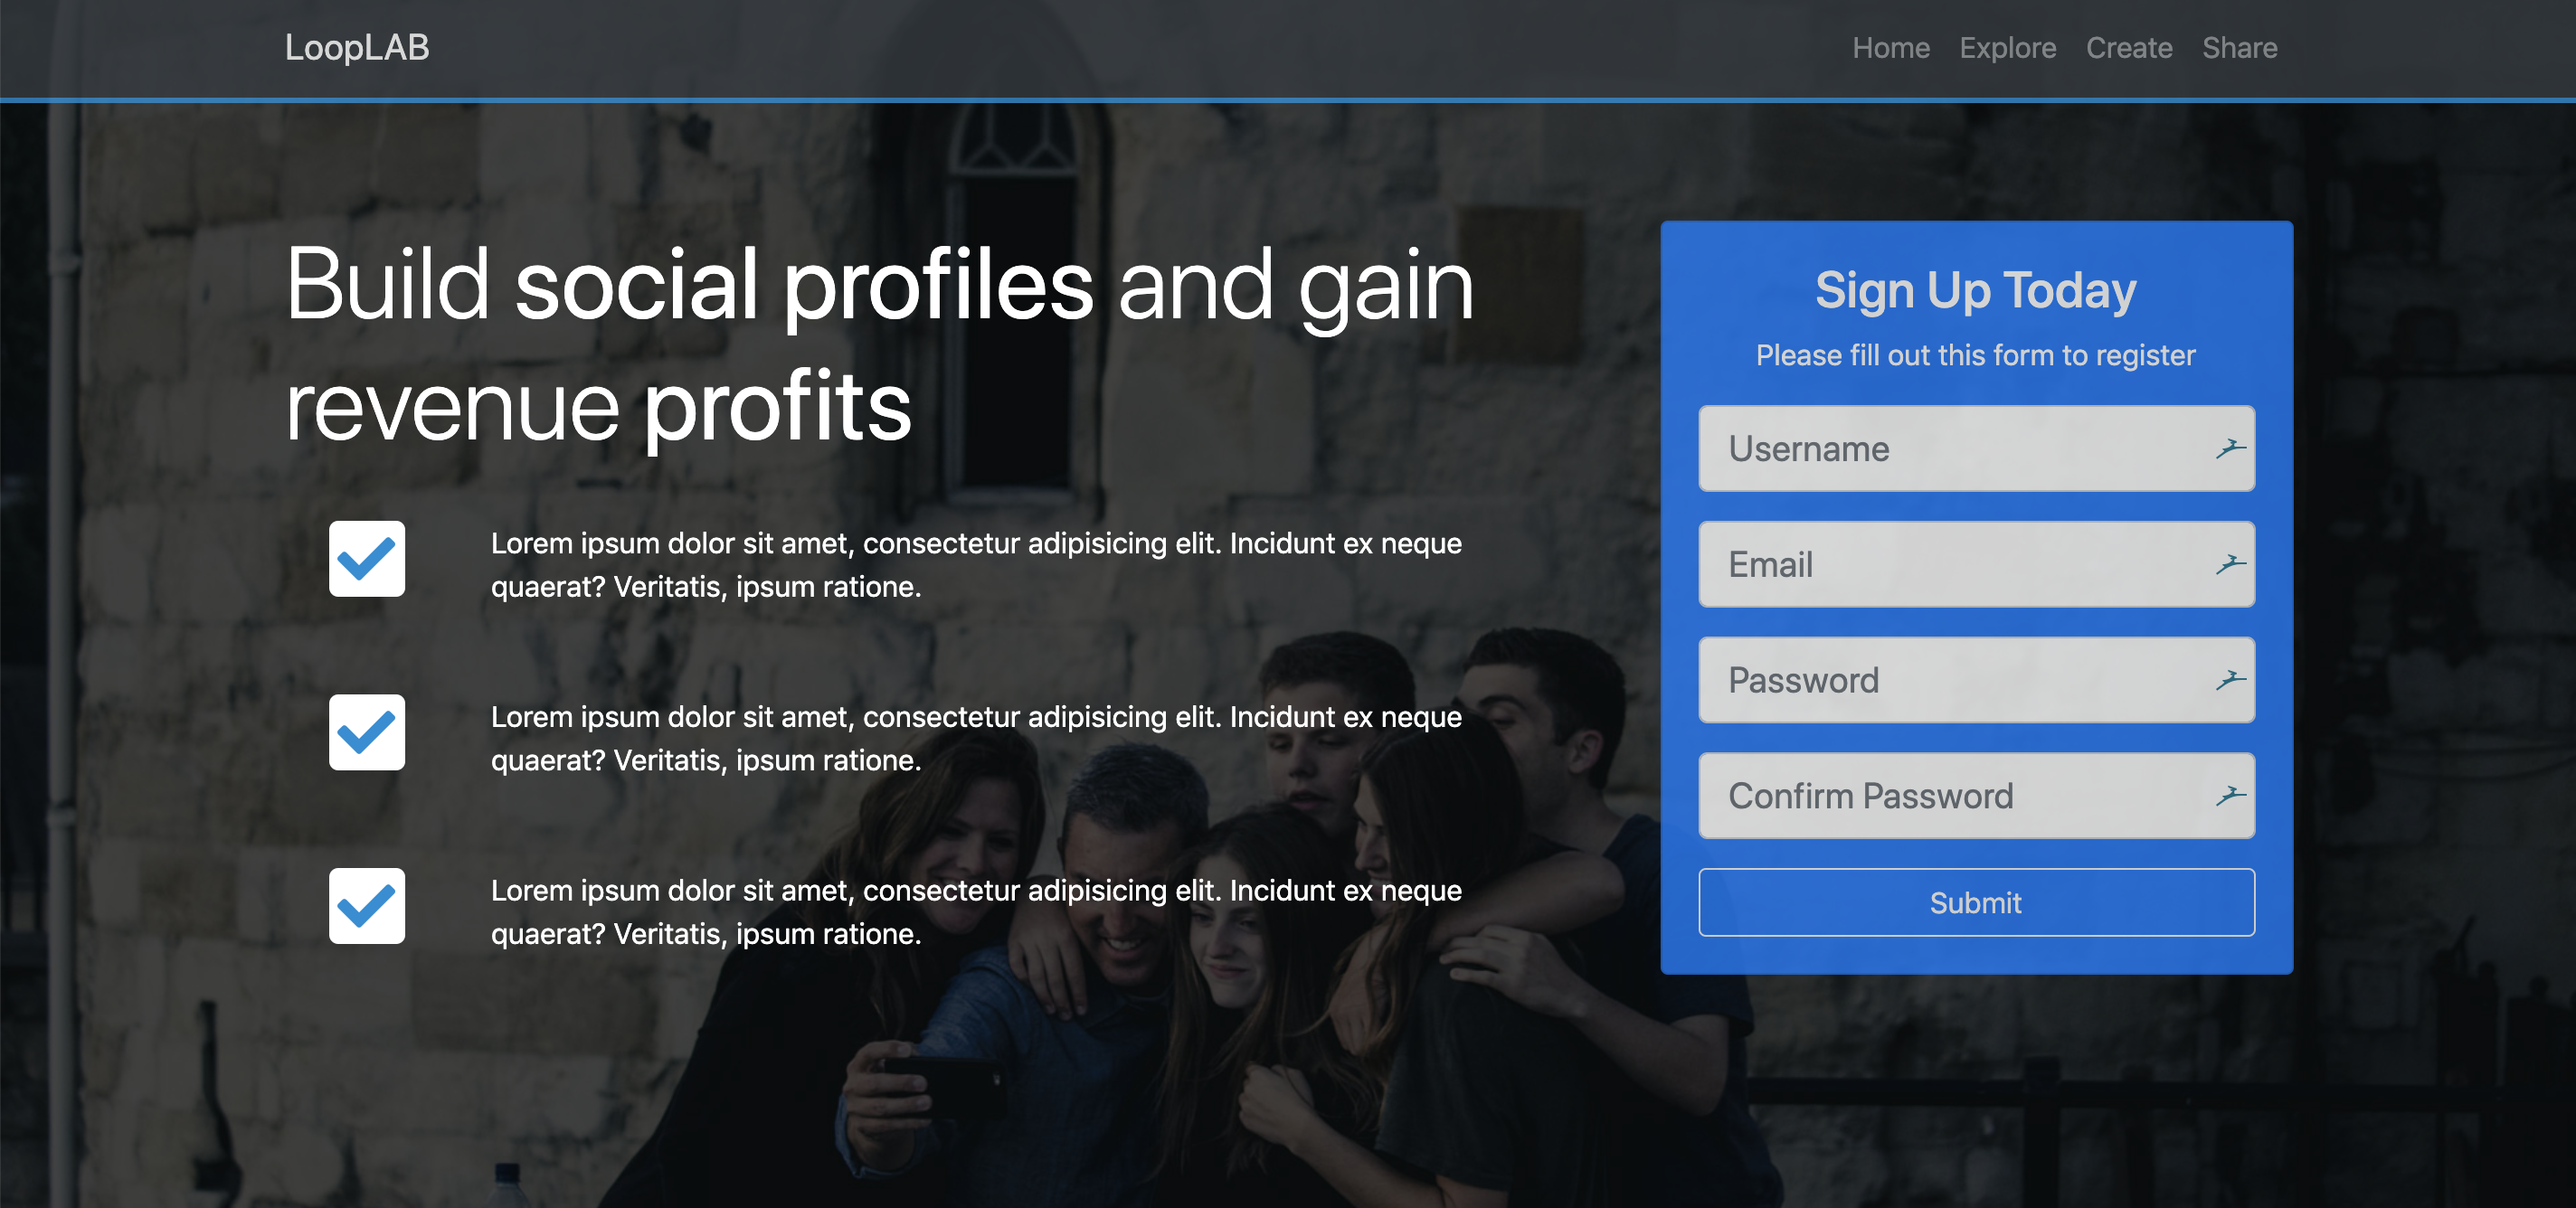 LoopLAB
Home Explore Create Share
Build social profiles and gain
revenue profits
Lorem ipsum dolor sit amet, consectetur adipisicing elit. Incidunt ex neque
quaerat? Veritatis, ipsum ratione.
Lorem ipsum dolor sit amet, consectetur adipisicing elit. Incidunt ex neque
quaerat? Veritatis, ipsum ratione.
Lorem ipsum dolor sit amet, consectetur adipisicing elit. Incidunt ex neque
quaerat? Veritatis, ipsum ratione.
Sign Up Today
Please fill out this form to register
Username
Email
Password
Confirm Password
Submit